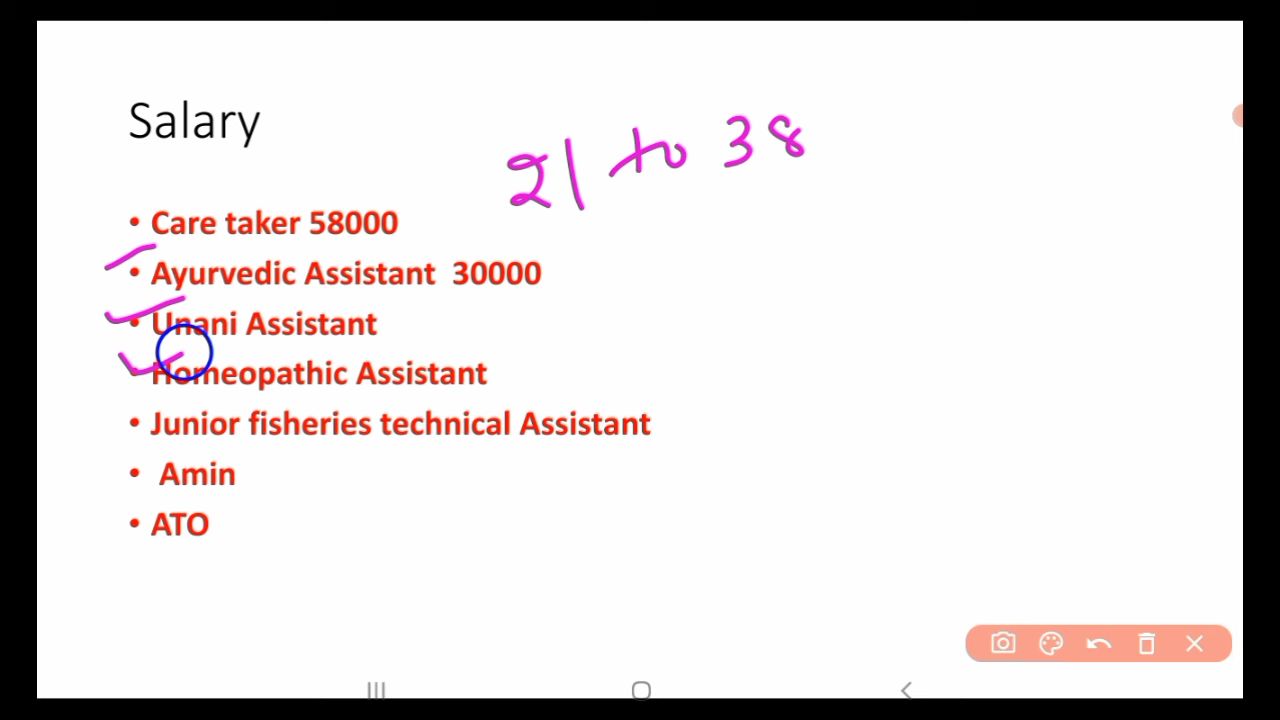 Salary
21 to 38
• Care taker 58000
• Ayurvedic Assistant 30000
• Unani Assistant
• Homeopathic Assistant
• Junior fisheries technical Assistant
• Amin
• ATO